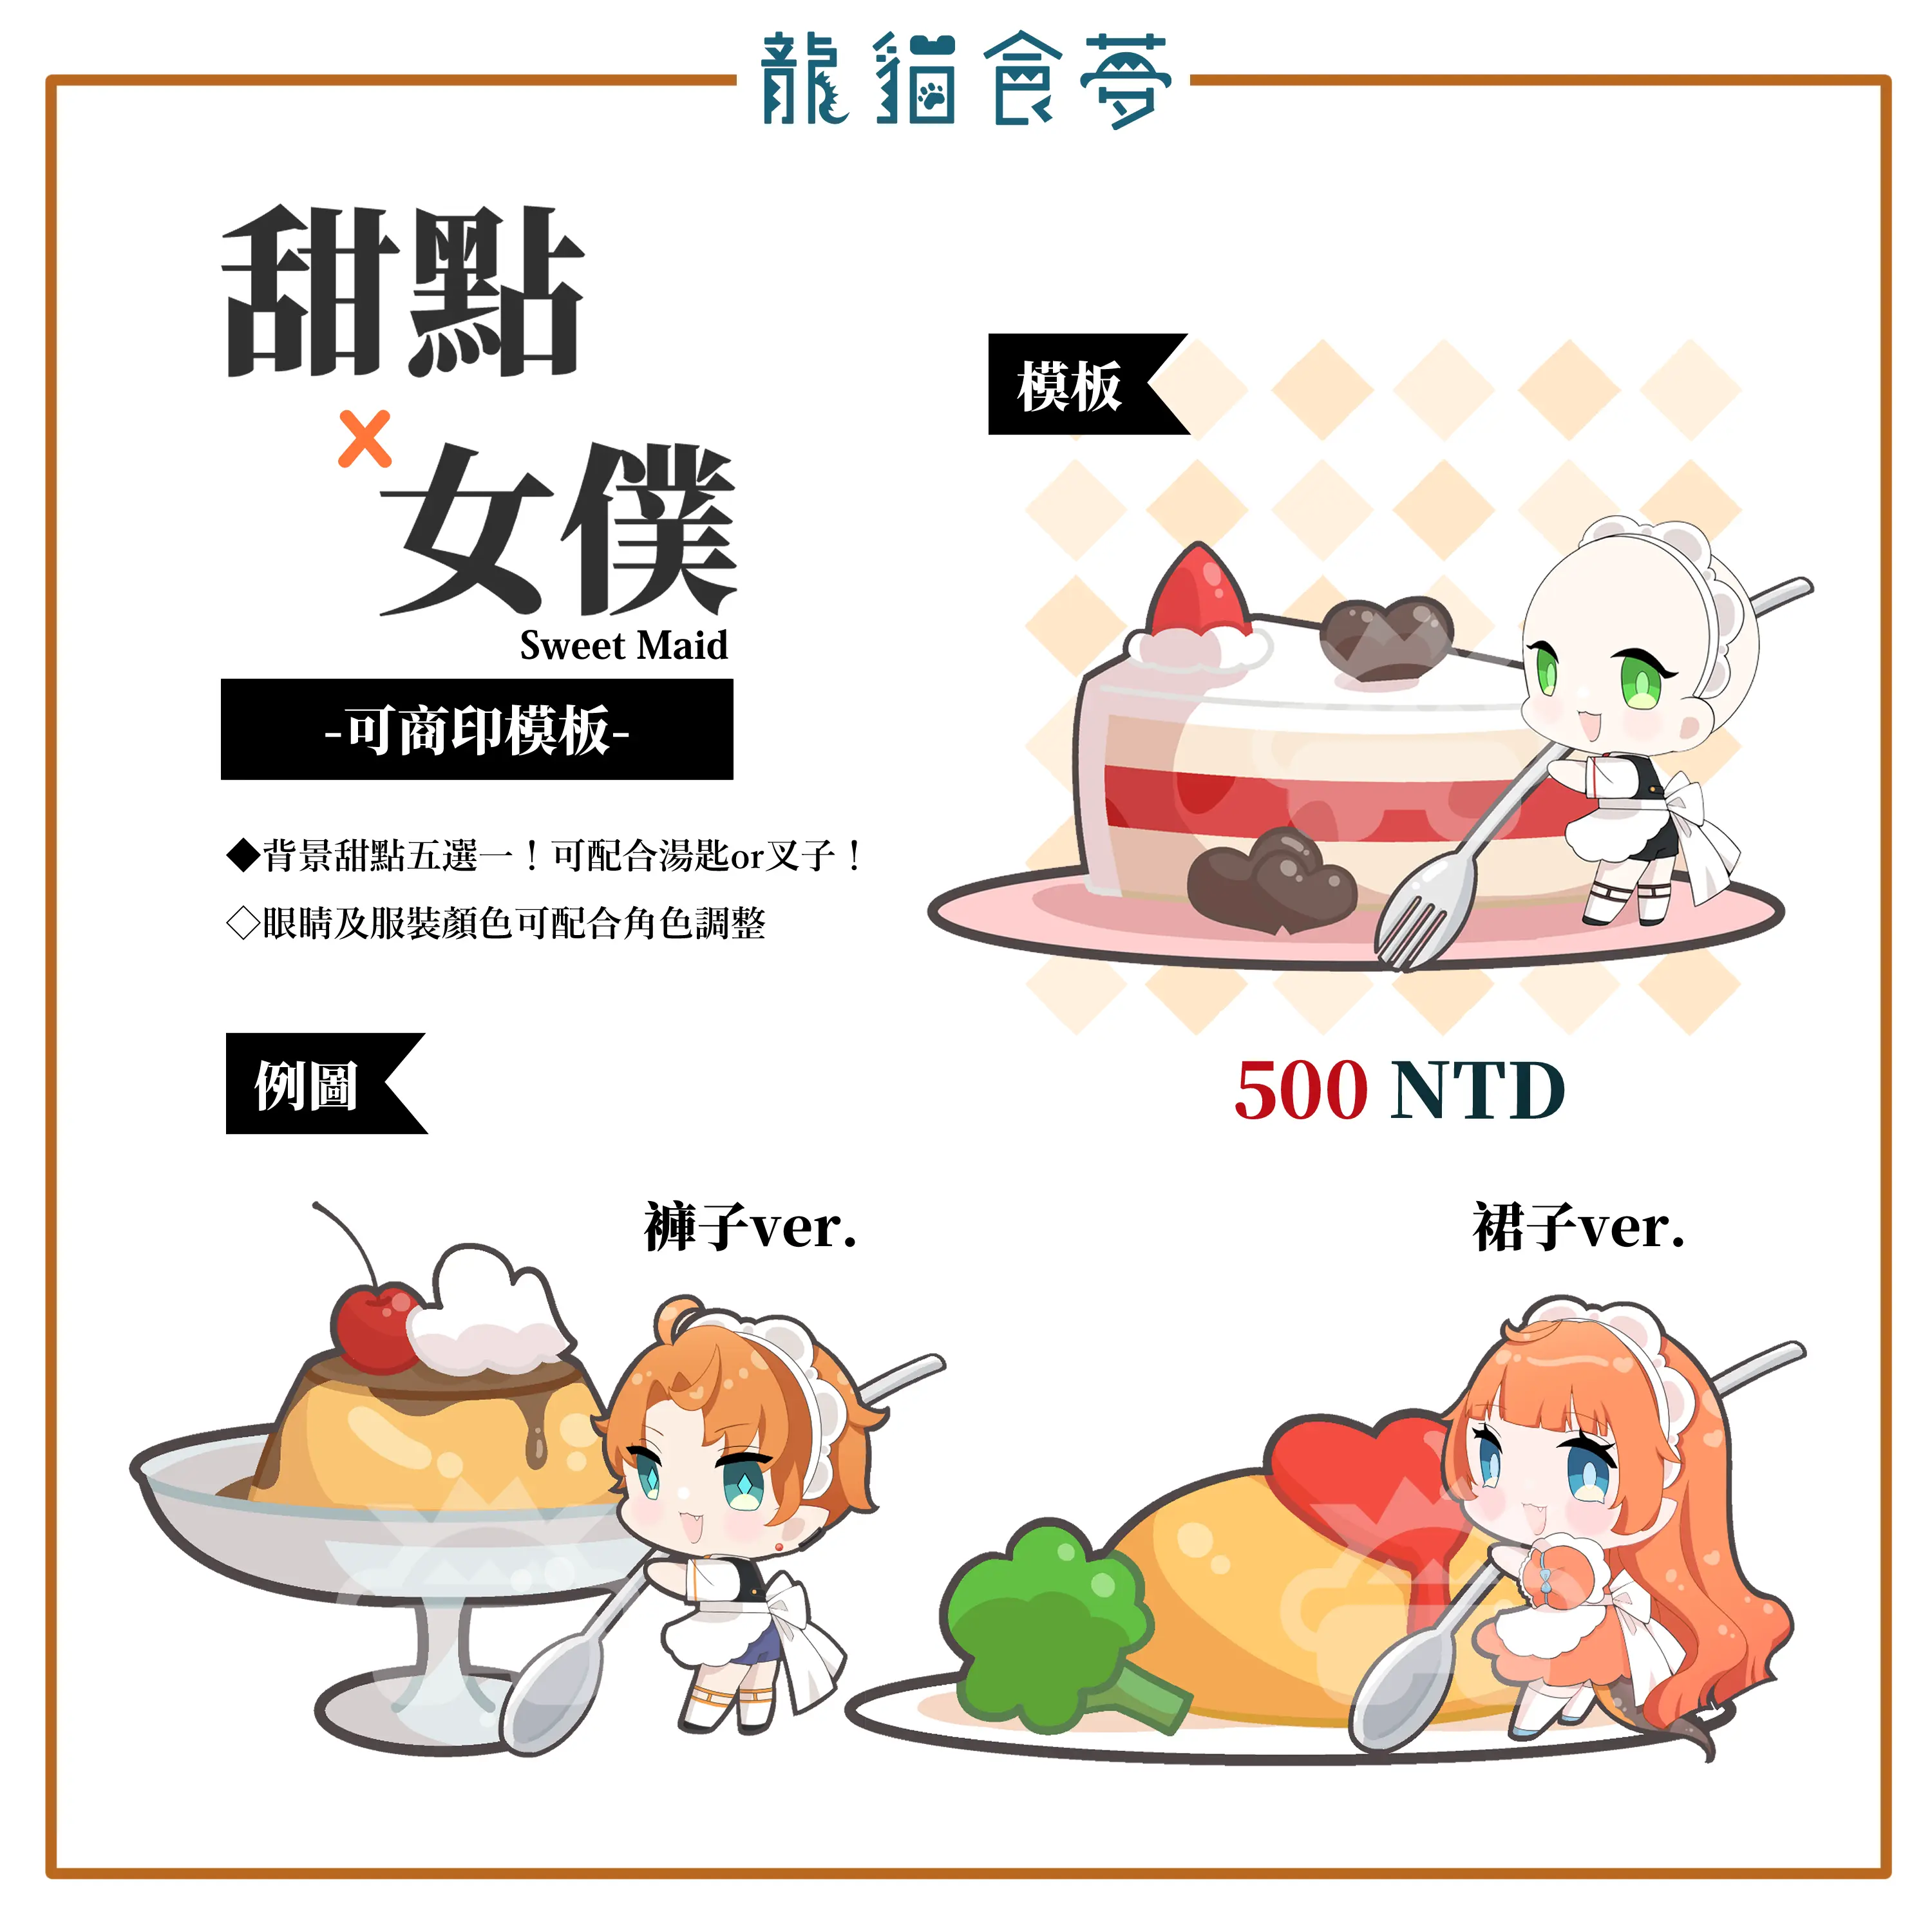 龍貓食夢
甜點
×
女僕
Sweet Maid
-可商印模板-
◆背景甜點五選一！可配合湯匙or叉子！
◇眼睛及服裝顏色可配合角色調整
模板
500 NTD
例圖
褲子ver.
裙子ver.